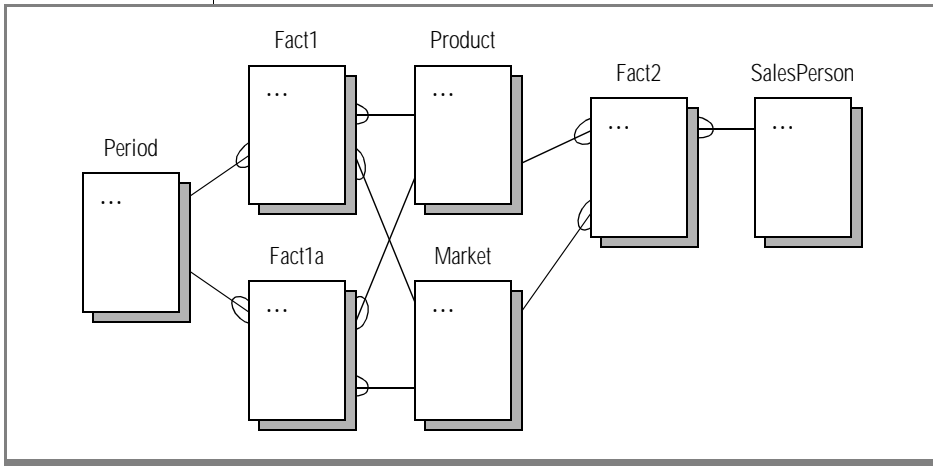 Fact1
Product
Fact2
SalesPerson
...
...
...
...
Period
...
Fact1a
Market
...
...